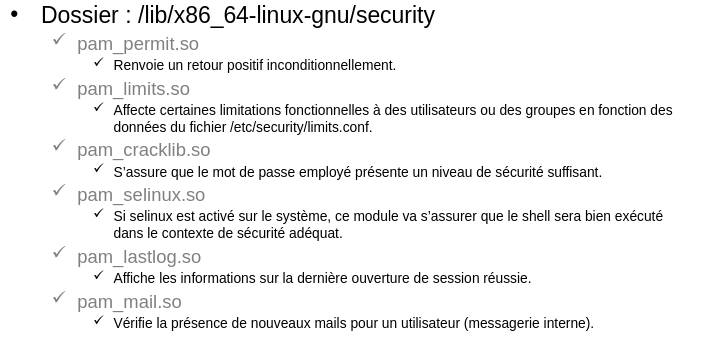 • Dossier : /lib/x86_64-linux-gnu/security
✓ pam_permit.so
✓ Renvoie un retour positif inconditionnellement.
✓ pam_limits.so
✓ Affecte certaines limitations fonctionnelles à des utilisateurs ou des groupes en fonction des
données du fichier /etc/security/limits.conf.
✓ pam_cracklib.so
✓ S’assure que le mot de passe employé présente un niveau de sécurité suffisant.
✓ pam_selinux.so
✓ Si selinux est activé sur le système, ce module va s’assurer que le shell sera bien exécuté
dans le contexte de sécurité adéquat.
✓ pam_lastlog.so
✓ Affiche les informations sur la dernière ouverture de session réussie.
✓ pam_mail.so
✓ Vérifie la présence de nouveaux mails pour un utilisateur (messagerie interne).